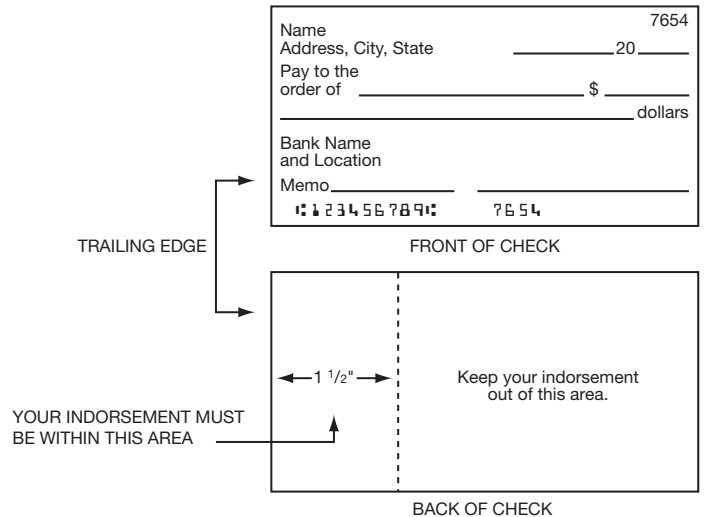 7654
Name
Address, City, State 20
Pay to the
order of $
dollars
Bank Name
and Location
Memo
⑆123456789⑆ 7654
TRAILING EDGE
FRONT OF CHECK
1 1/2"
Keep your indorsement
out of this area.
YOUR INDORSEMENT MUST
BE WITHIN THIS AREA
BACK OF CHECK